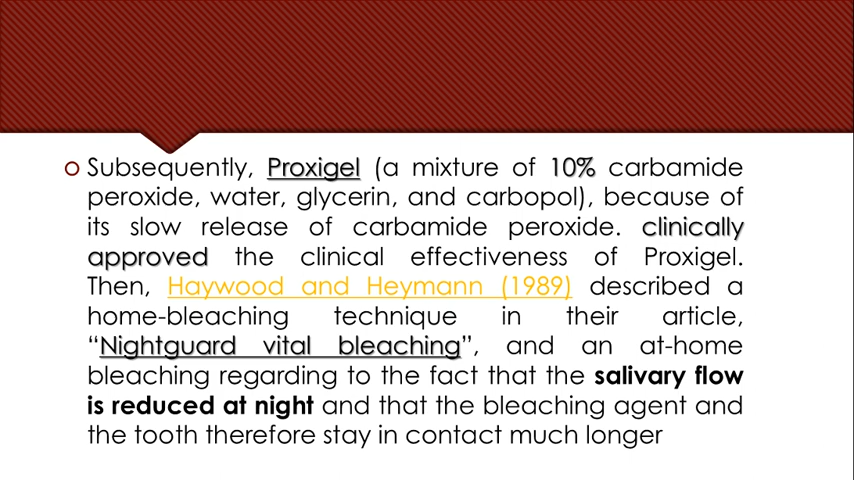 Subsequently, Proxigel (a mixture of 10% carbamide
peroxide, water, glycerin, and carbopol), because of
its slow release of carbamide peroxide. clinically
approved the clinical effectiveness of Proxigel.
Then, Haywood and Heymann (1989) described a
home-bleaching technique in their article,
“Nightguard vital bleaching”, and an at-home
bleaching regarding to the fact that the salivary flow
is reduced at night and that the bleaching agent and
the tooth therefore stay in contact much longer